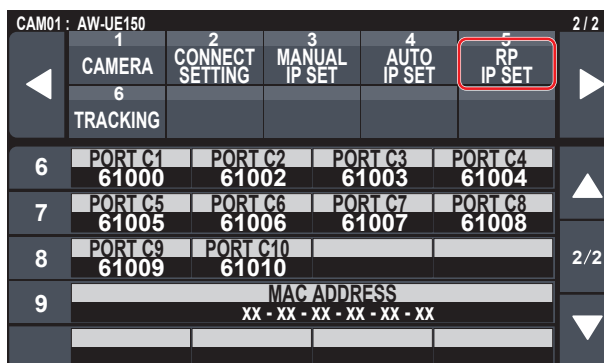 CAM01 : AW-UE150 2 / 2
1 2 3 4 5
CAMERA CONNECT SETTING MANUAL IP SET AUTO IP SET RP IP SET
6
TRACKING
6 PORT C1 PORT C2 PORT C3 PORT C4
61000 61002 61003 61004
7 PORT C5 PORT C6 PORT C7 PORT C8
61005 61006 61007 61008
8 PORT C9 PORT C10 2/2
61009 61010
9 MAC ADDRESS
XX - XX - XX - XX - XX - XX